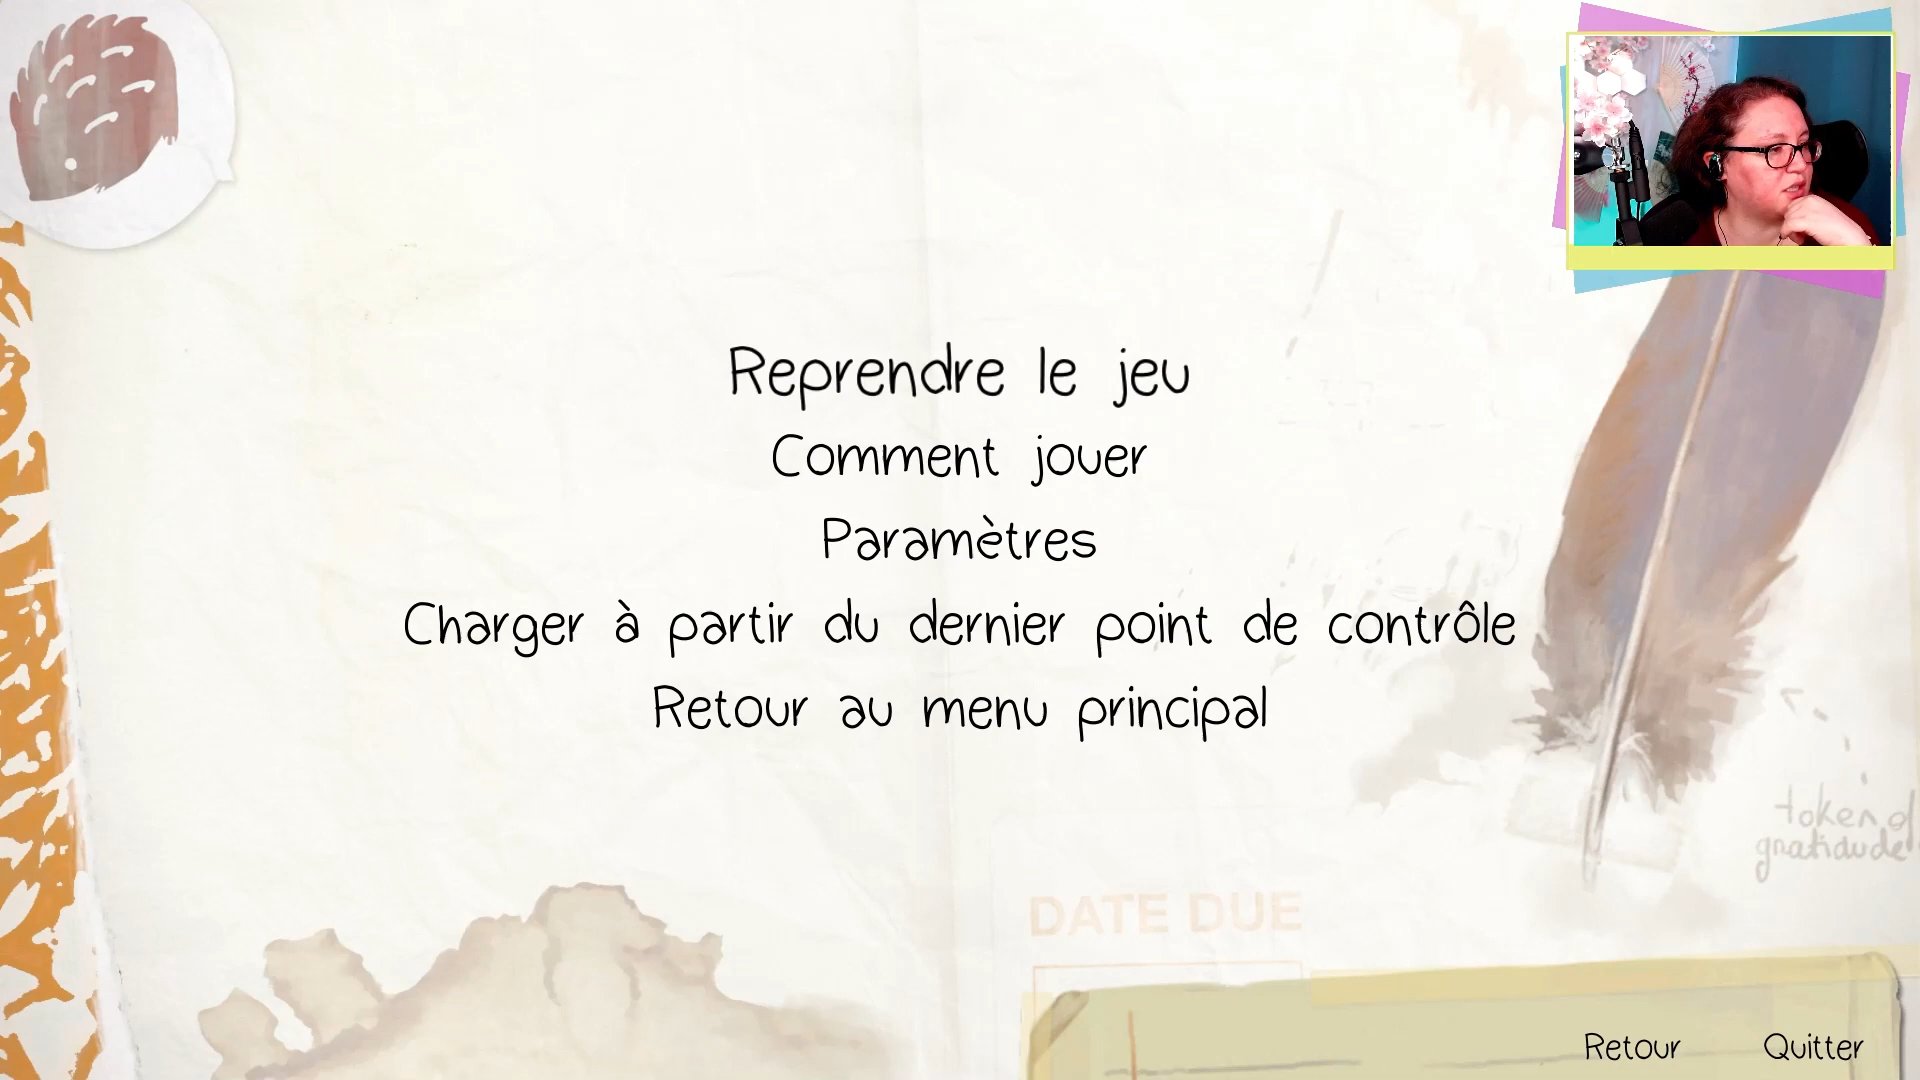 Reprendre le jeu
Comment jouer
Paramètres
Charger à partir du dernier point de contrôle
Retour au menu principal
token of
gratidude
DATE DUE
Retour Quitter